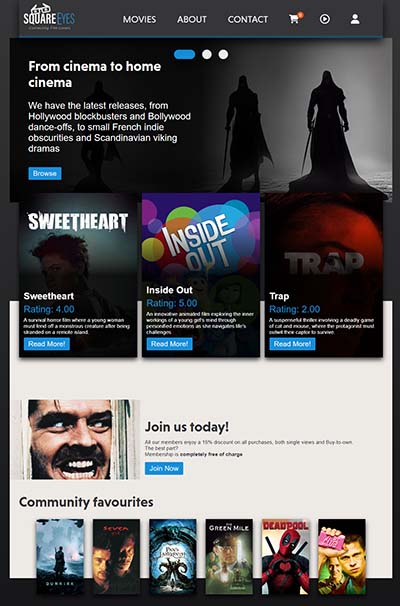 SQUARE EYES
Connecting Film Lovers
MOVIES ABOUT CONTACT
From cinema to home
cinema
We have the latest releases, from
Hollywood blockbusters and Bollywood
dance-offs, to small French indie
obscurities and Scandinavian viking
dramas
Browse
SWEETHEART
Sweetheart
Rating: 4.00
A survival horror film where a young woman
must fend off a monstrous creature after being
stranded on a remote island.
Read More!
INSIDE
OUT
Inside Out
Rating: 5.00
An innovative animated film exploring the inner
workings of a young girl's mind through
personified emotions as she navigates life's
challenges.
Read More!
TRAP
Trap
Rating: 2.00
A suspenseful thriller involving a deadly game
of cat and mouse, where the protagonist must
outwit their captor to survive.
Read More!
Join us today!
All our members enjoy a 15% discount on all purchases, both single views and Buy-to-own.
The best part?
Membership is completely free of charge
Join Now
Community favourites
DUNKIRK
SEVEN
PAN'S
LABYRINTH
THE GREEN MILE
DEADPOOL